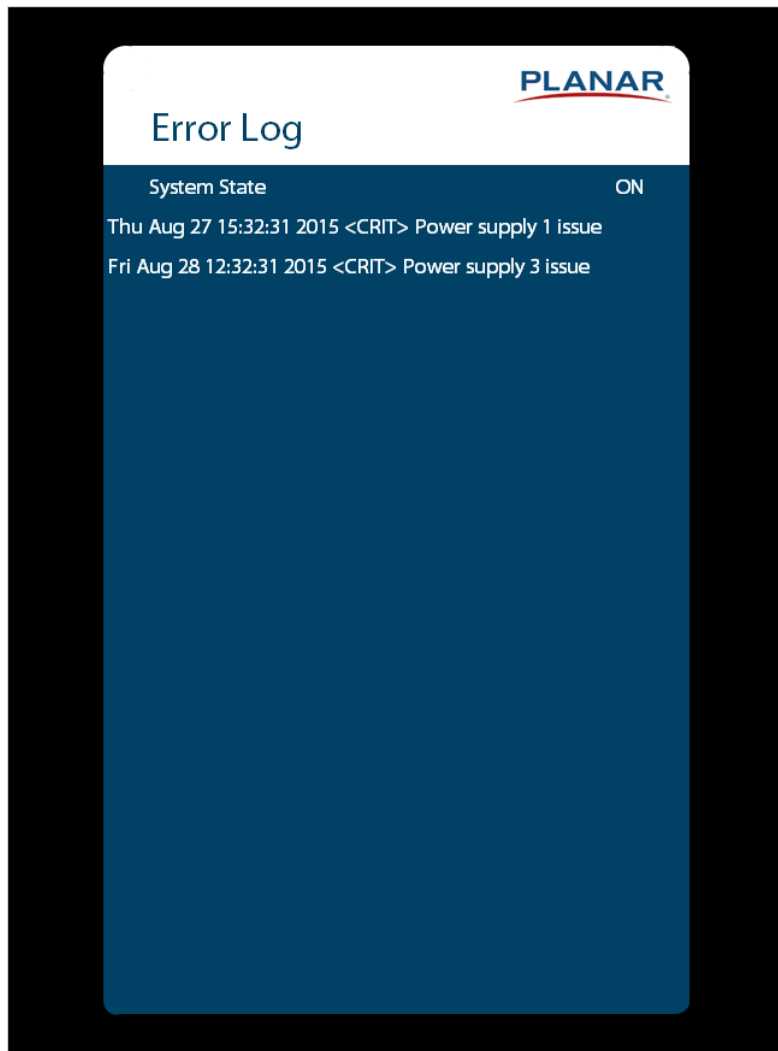 PLANAR
Error Log
System State ON
Thu Aug 27 15:32:31 2015 <CRIT> Power supply 1 issue
Fri Aug 28 12:32:31 2015 <CRIT> Power supply 3 issue